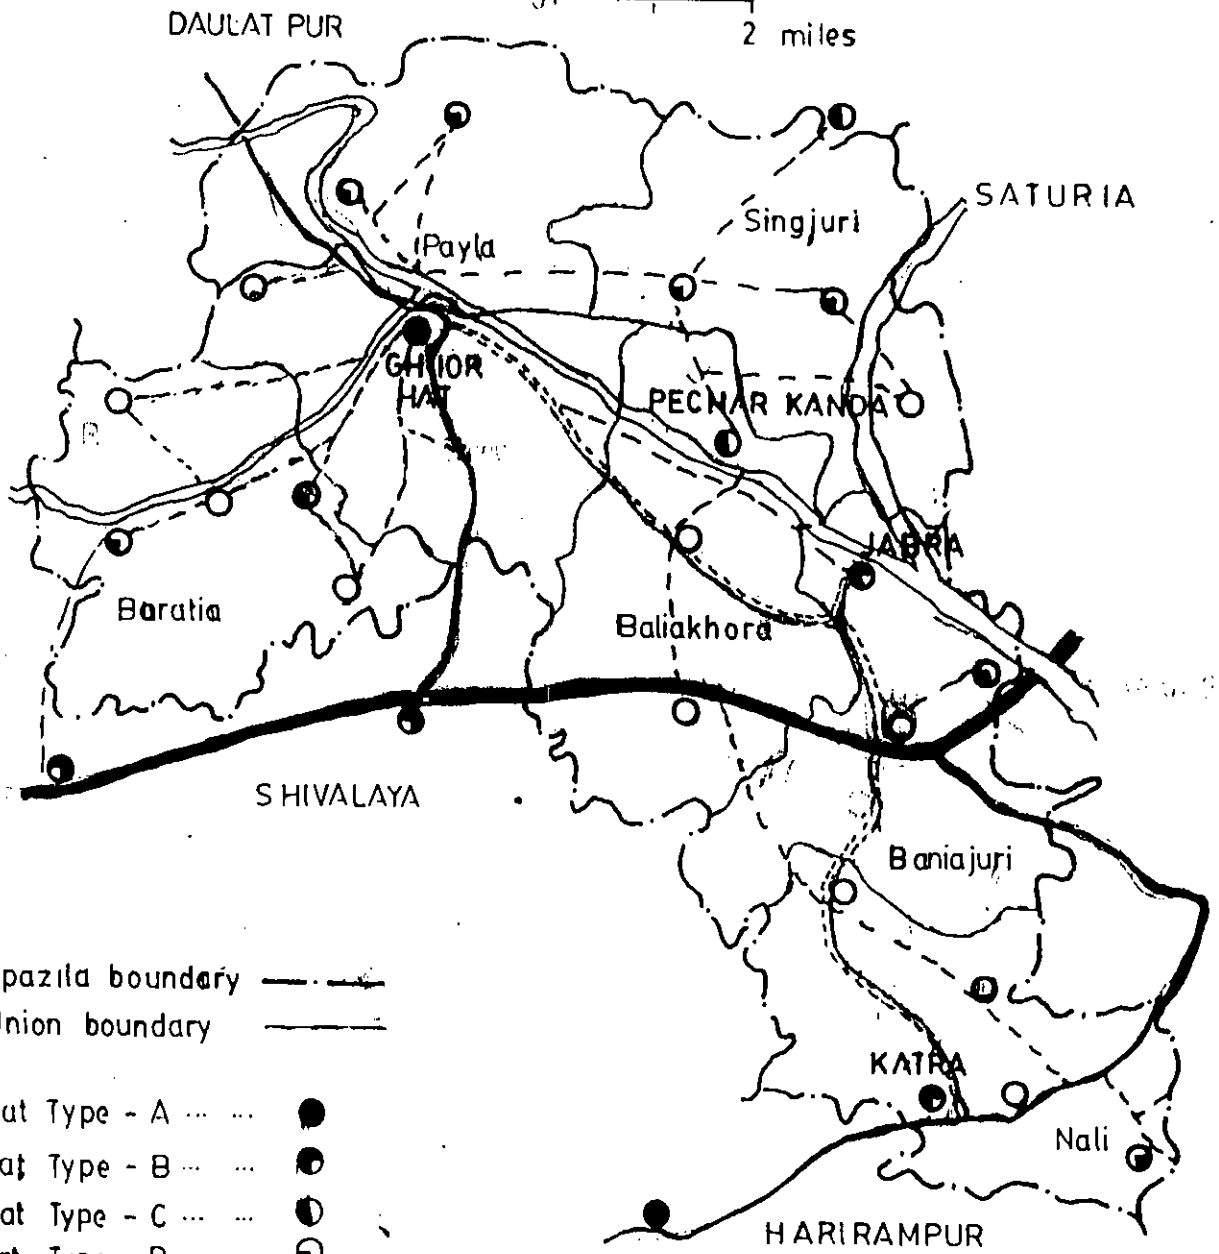 DAULAT PUR
2 miles
SATURIA
Singjuri
Payla
GHIOR
HAT
PECHAR KANDA
JABRA
Baratia
Baliakhora
SHIVALAYA
Baniajuri
pazila boundary
Union boundary
KATRA
at Type - A ... ...
at Type - B ... ...
Nali
at Type - C ... ...
HARIRAMPUR